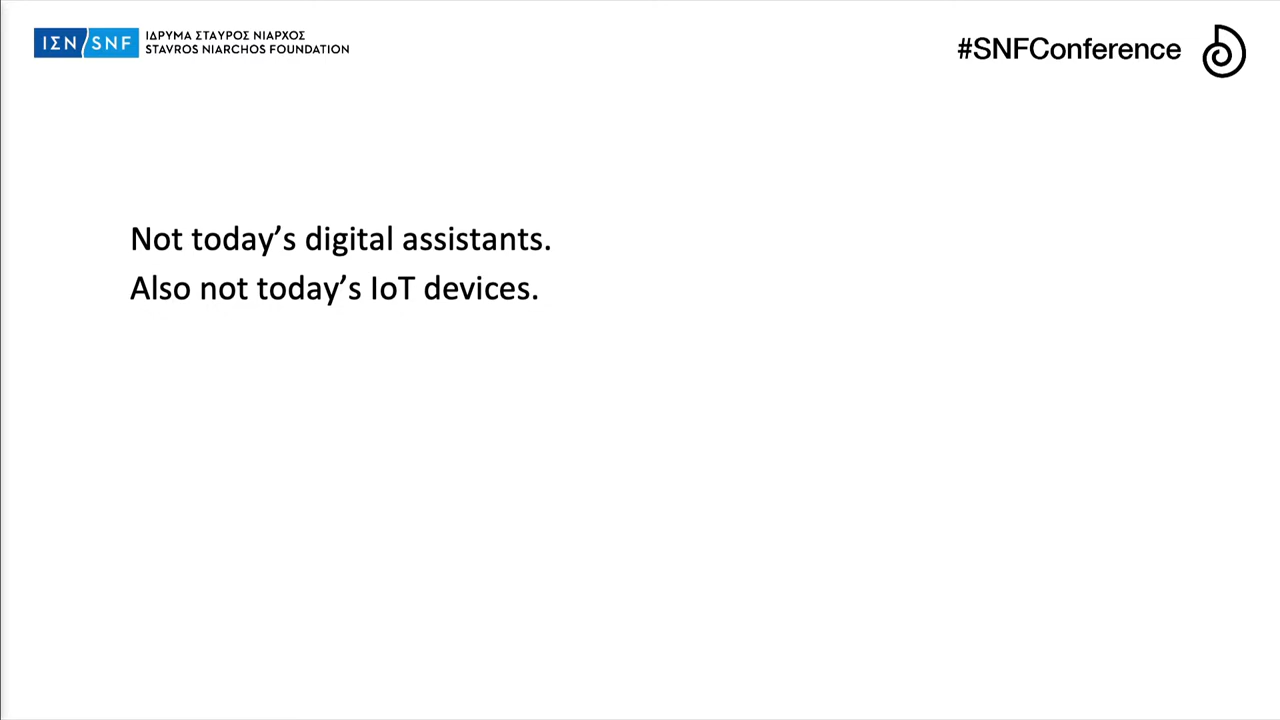 ΙΣΝ/SNF
ΙΔΡΥΜΑ ΣΤΑΥΡΟΣ ΝΙΑΡΧΟΣ
STAVROS NIARCHOS FOUNDATION
#SNFConference
Not today’s digital assistants.
Also not today’s IoT devices.